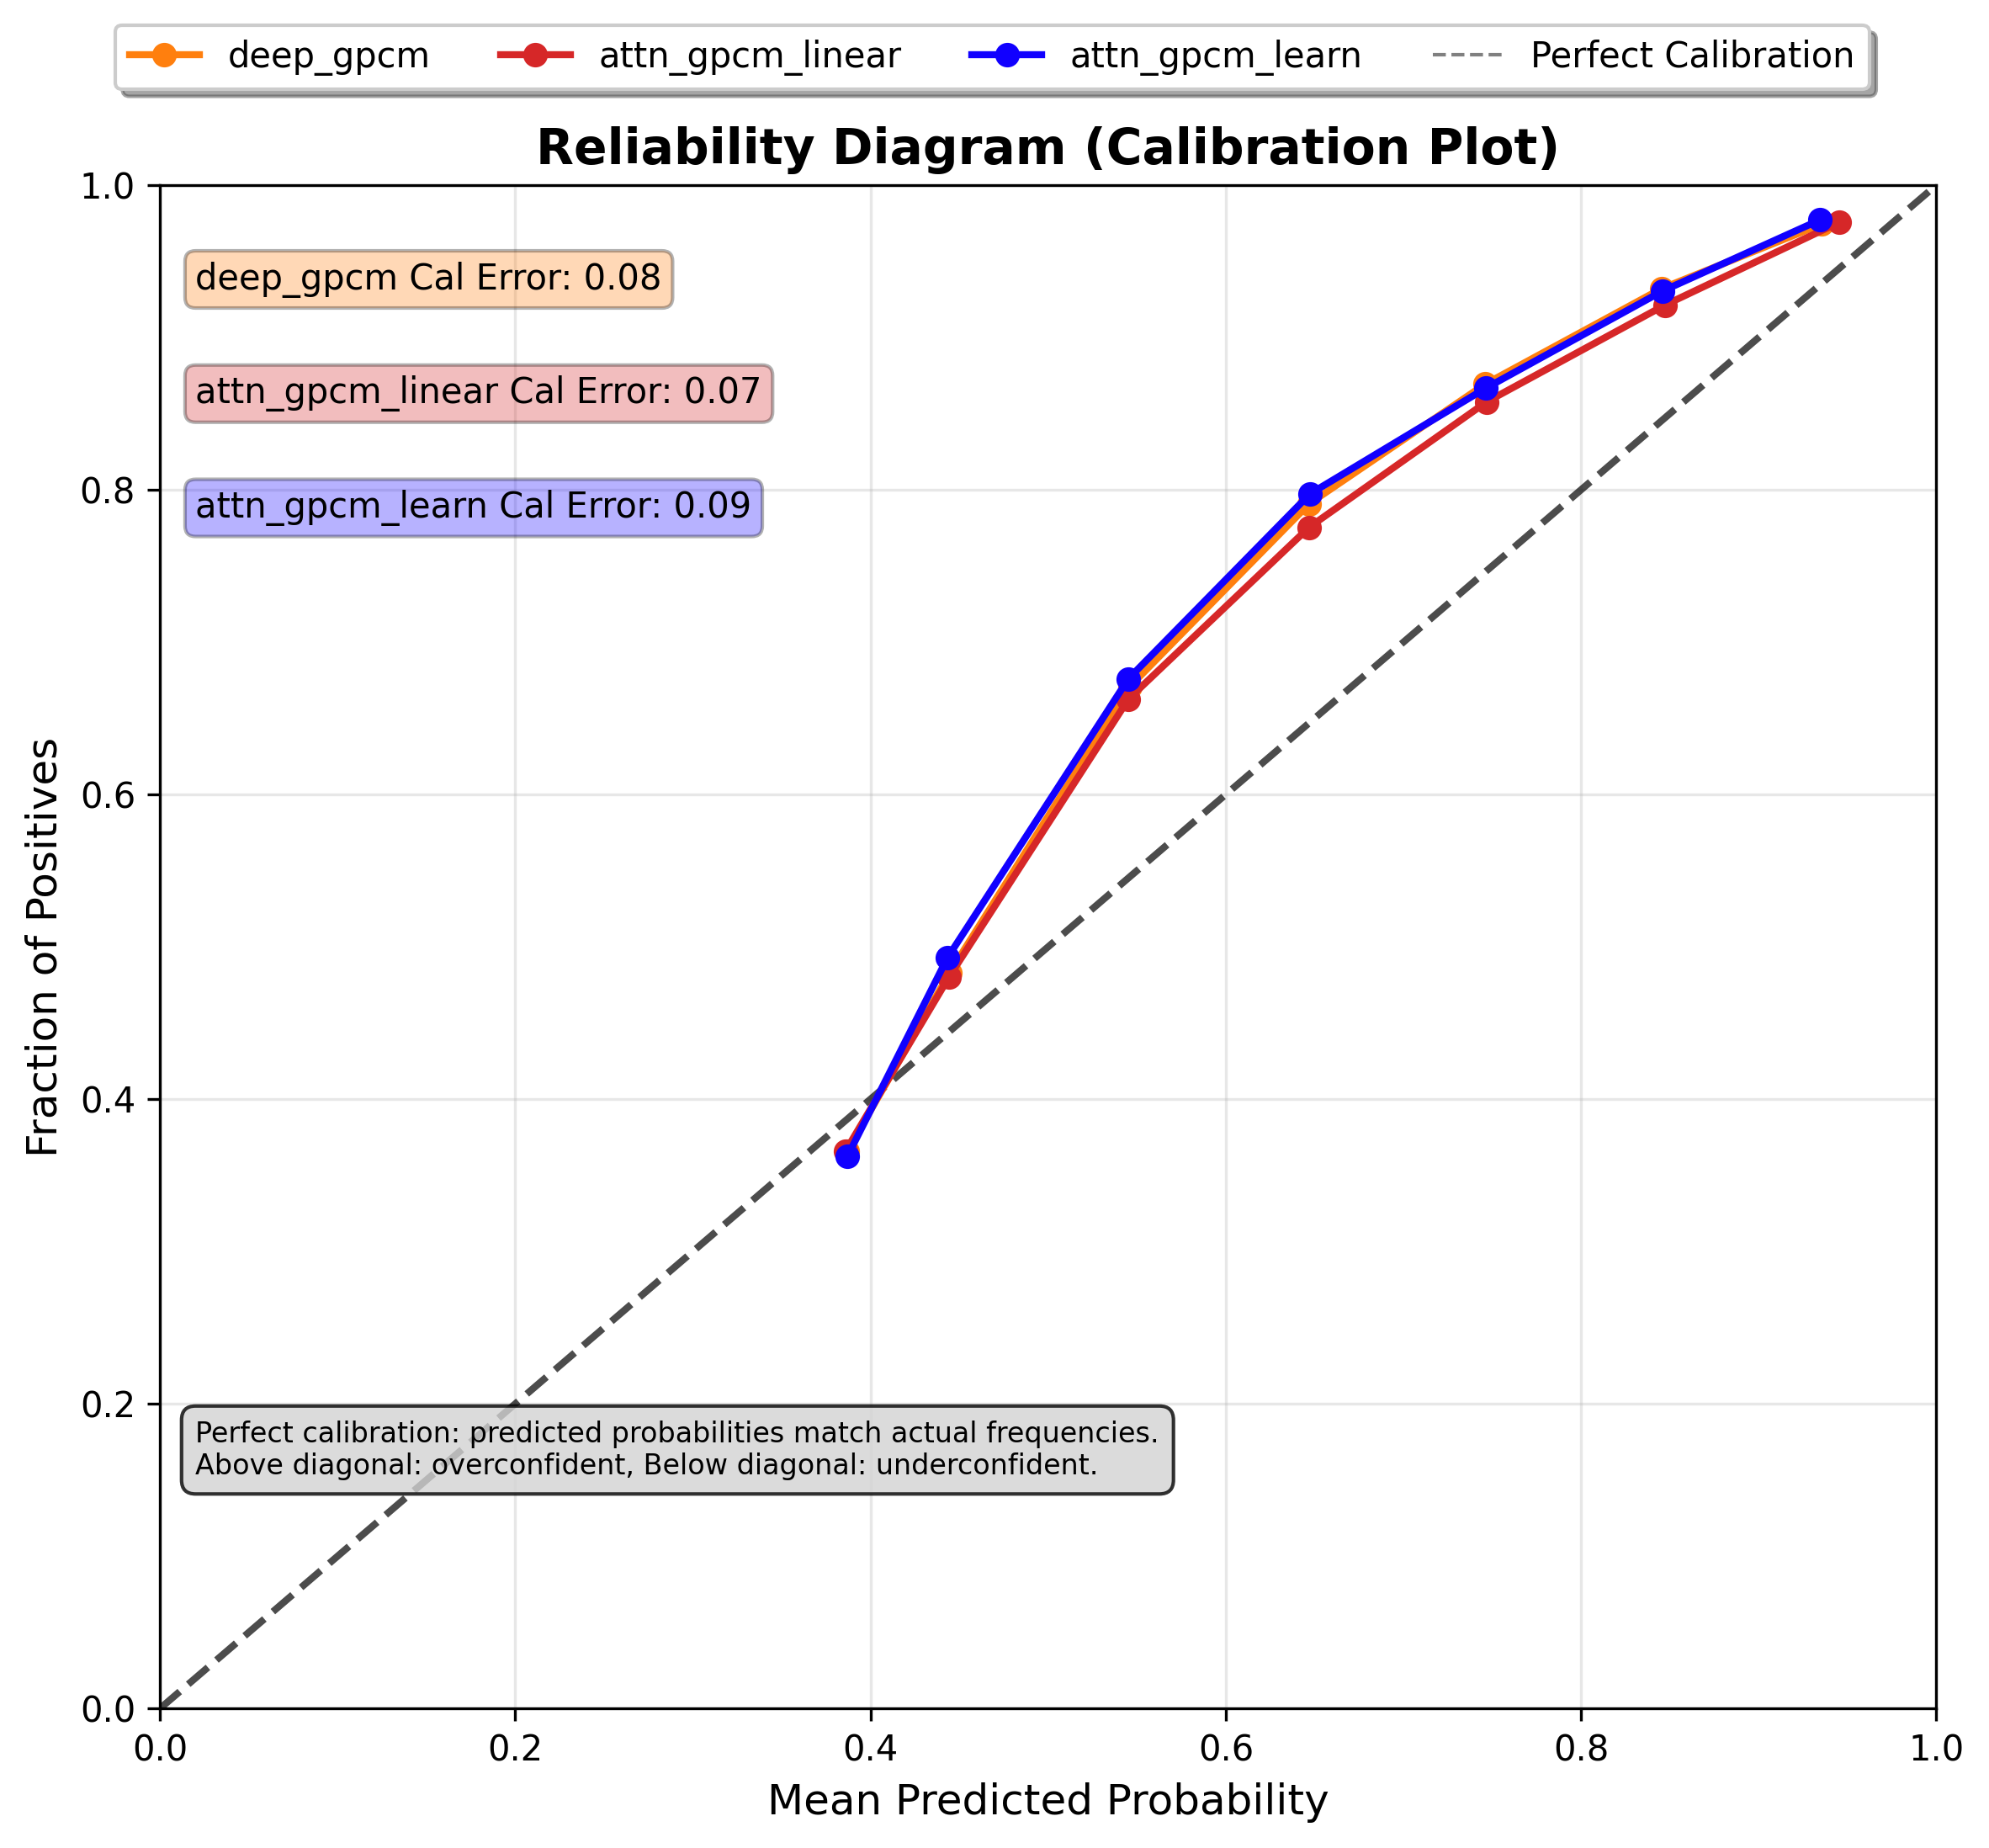 deep_gpcm attn_gpcm_linear attn_gpcm_learn Perfect Calibration
Reliability Diagram (Calibration Plot)
1.0
deep_gpcm Cal Error: 0.08
attn_gpcm_linear Cal Error: 0.07
0.8
attn_gpcm_learn Cal Error: 0.09
0.6
Fraction of Positives
0.4
0.2
Perfect calibration: predicted probabilities match actual frequencies.
Above diagonal: overconfident, Below diagonal: underconfident.
0.0
0.0 0.2 0.4 0.6 0.8 1.0
Mean Predicted Probability